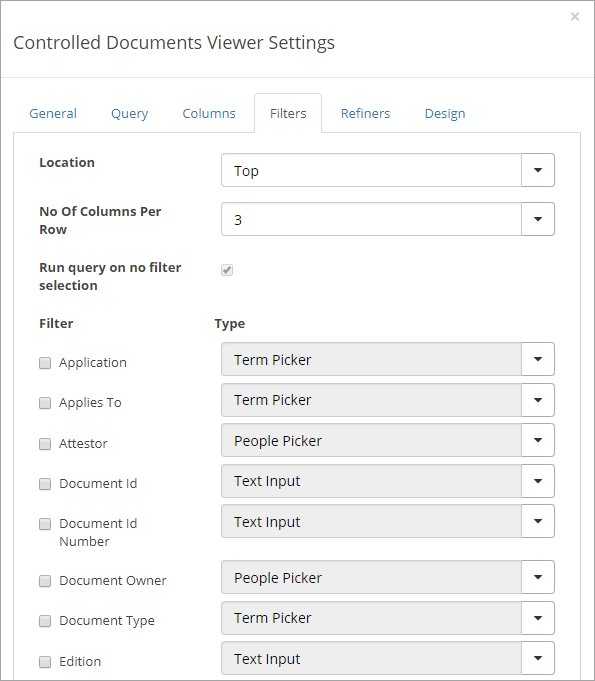 ×
Controlled Documents Viewer Settings
General Query Columns Filters Refiners Design
Location Top
No Of Columns Per
Row 3
Run query on no filter
selection
Filter Type
Application Term Picker
Applies To Term Picker
Attestor People Picker
Document Id Text Input
Document Id
Number Text Input
Document Owner People Picker
Document Type Term Picker
Edition Text Input